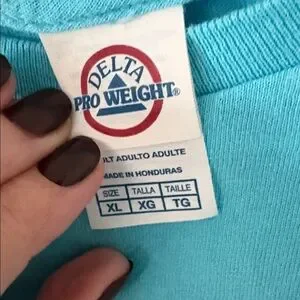 DELTA
PRO WEIGHT®
ADULTO ADULTE
MADE IN HONDURAS
SIZE TALLA TAILLE
XL XG TG